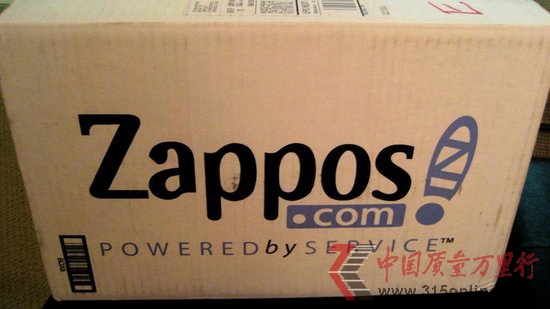 E
Zappos
.com
POWERED by SERVICE™
中国质量万里行
www.315online